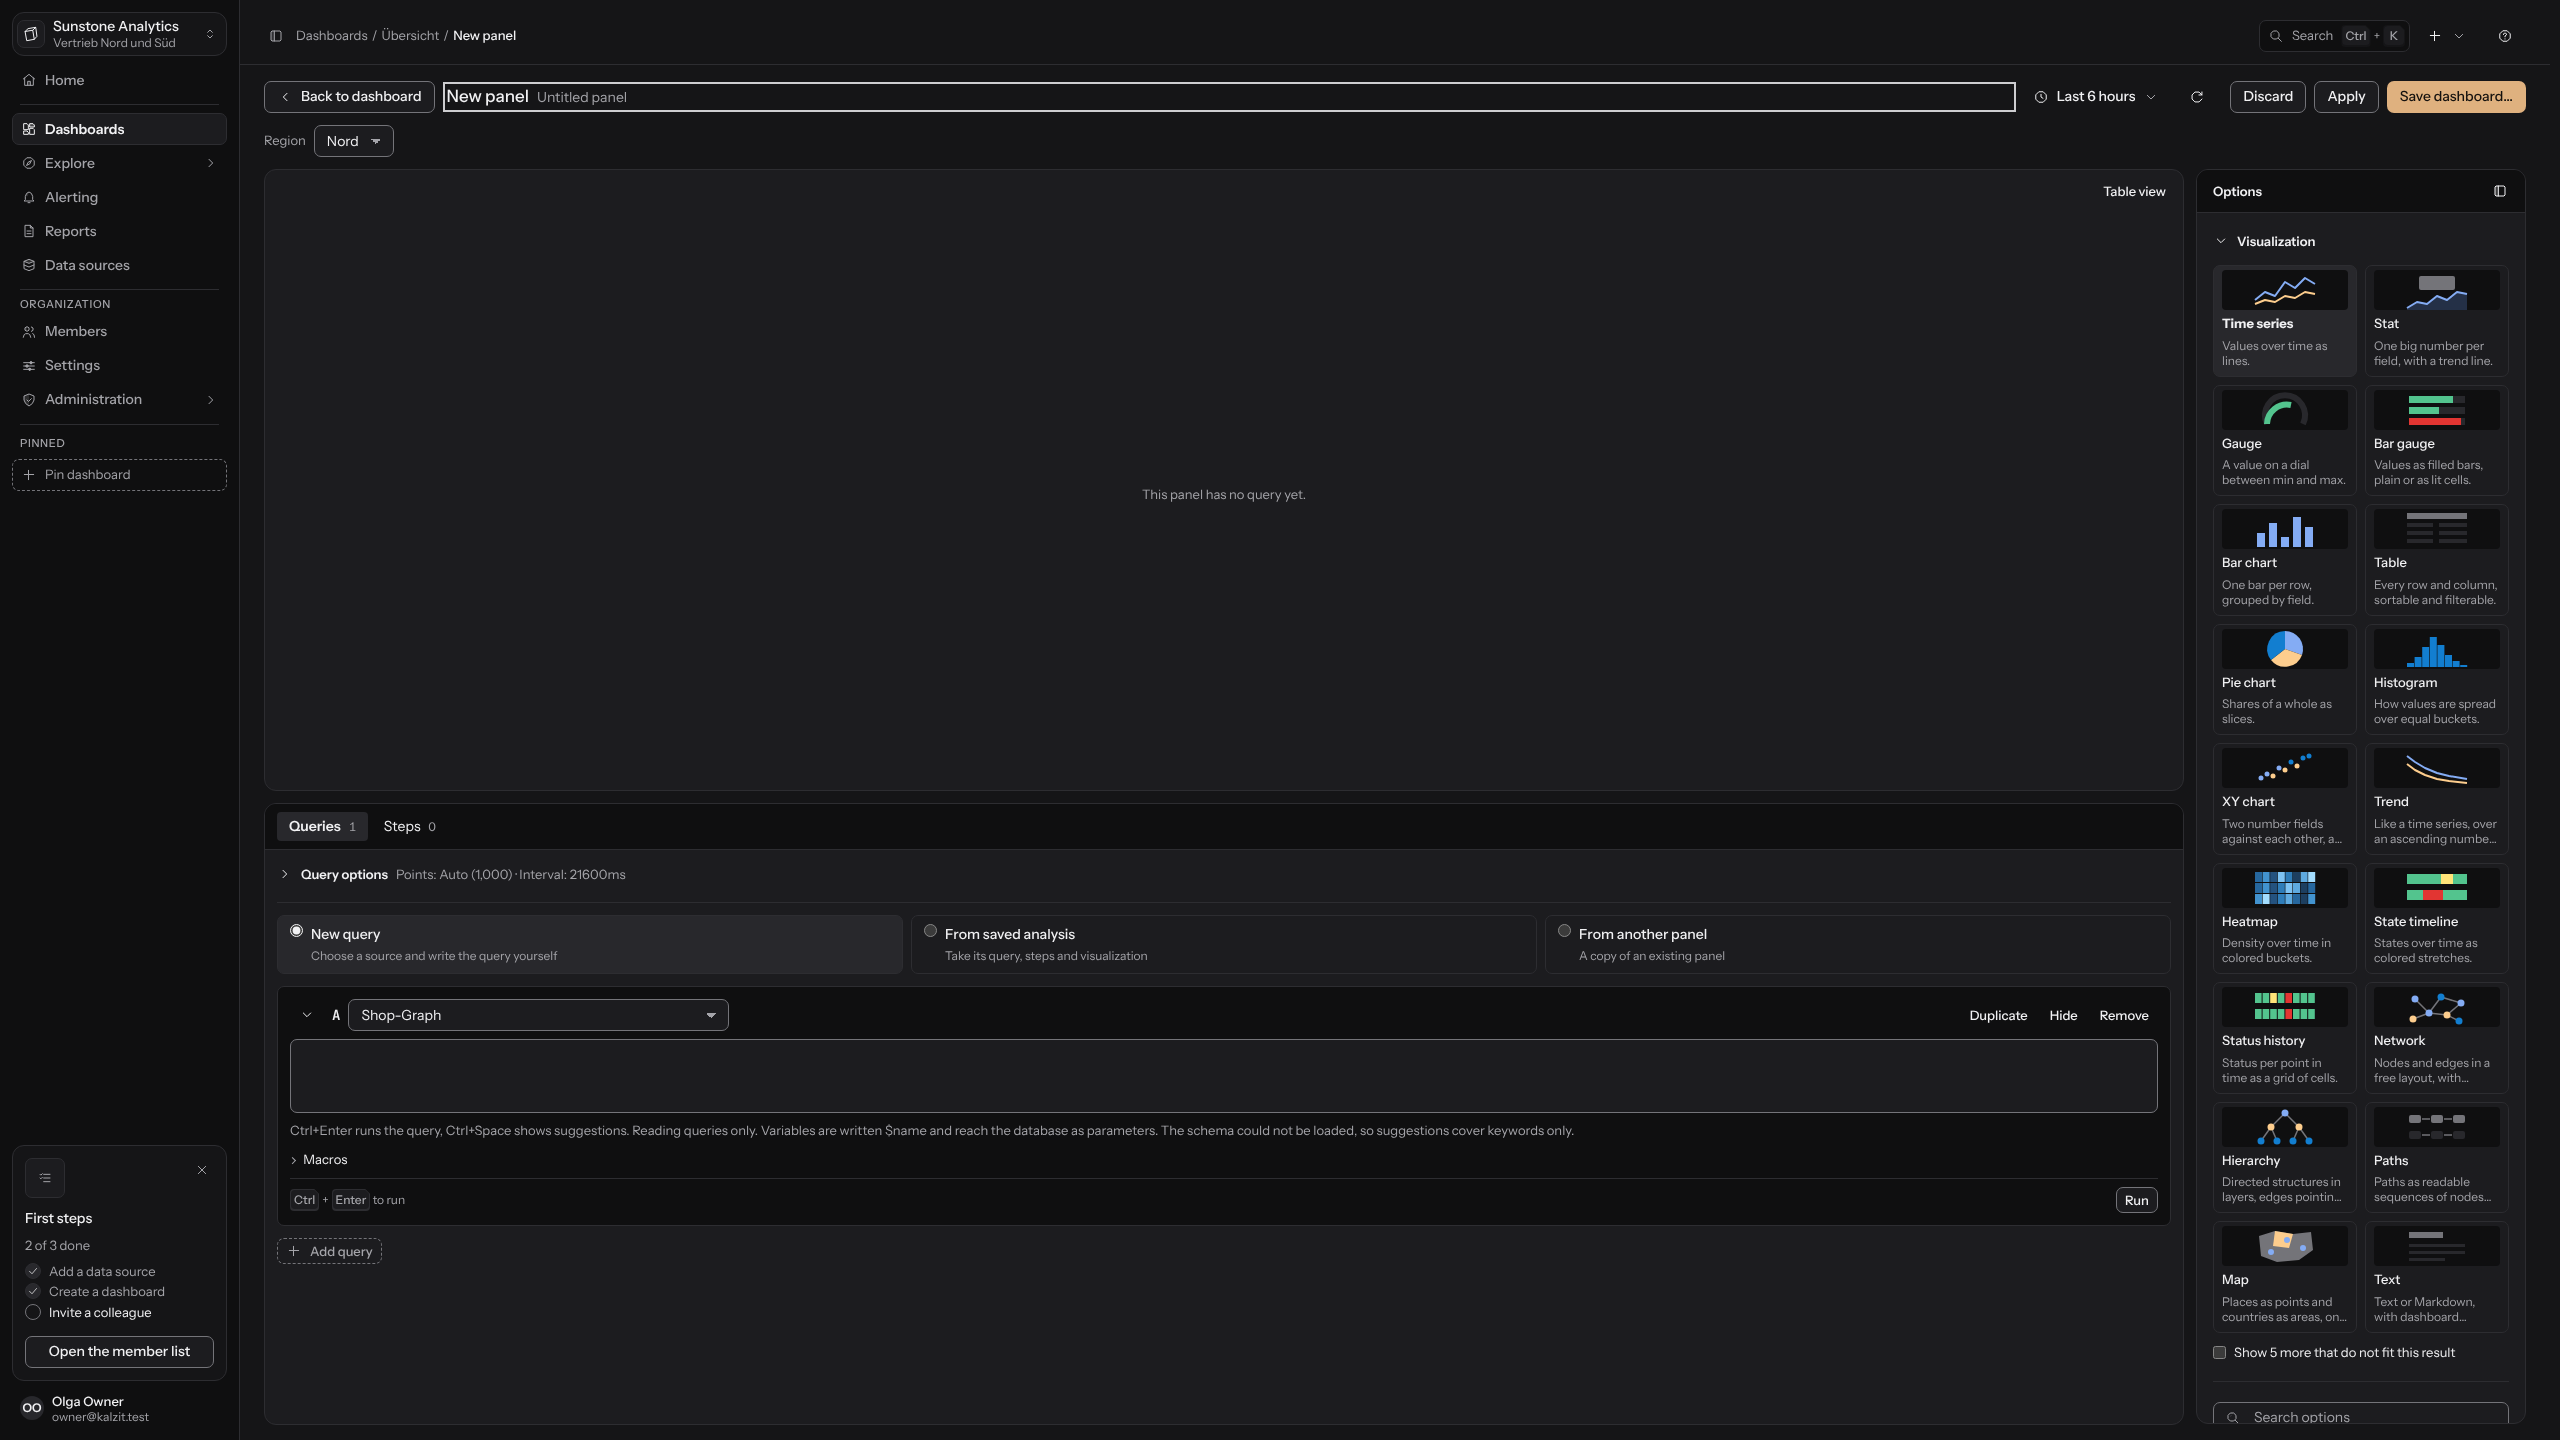 Sunstone Analytics
Vertrieb Nord und Süd
Home
Dashboards
Explore
Alerting
Reports
Data sources
ORGANIZATION
Members
Settings
Administration
PINNED
Pin dashboard
First steps
2 of 3 done
Add a data source
Create a dashboard
Invite a colleague
Open the member list
OO
Olga Owner
owner@kalzit.test
Dashboards / Übersicht / New panel
Search Ctrl + K
Back to dashboard
New panel Untitled panel
Last 6 hours
Discard
Apply
Save dashboard...
Region
Nord
Table view
This panel has no query yet.
Queries 1
Steps 0
Query options Points: Auto (1,000) · Interval: 21600ms
New query
Choose a source and write the query yourself
From saved analysis
Take its query, steps and visualization
From another panel
A copy of an existing panel
A
Shop-Graph
Duplicate
Hide
Remove
Ctrl+Enter runs the query, Ctrl+Space shows suggestions. Reading queries only. Variables are written $name and reach the database as parameters. The schema could not be loaded, so suggestions cover keywords only.
Macros
Ctrl + Enter to run
Run
Add query
Options
Visualization
Time series
Values over time as
lines.
Stat
One big number per
field, with a trend line.
Gauge
A value on a dial
between min and max.
Bar gauge
Values as filled bars,
plain or as lit cells.
Bar chart
One bar per row,
grouped by field.
Table
Every row and column,
sortable and filterable.
Pie chart
Shares of a whole as
slices.
Histogram
How values are spread
over equal buckets.
XY chart
Two number fields
against each other, a...
Trend
Like a time series, over
an ascending numbe...
Heatmap
Density over time in
colored buckets.
State timeline
States over time as
colored stretches.
Status history
Status per point in
time as a grid of cells.
Network
Nodes and edges in a
free layout, with...
Hierarchy
Directed structures in
layers, edges pointin...
Paths
Paths as readable
sequences of nodes...
Map
Places as points and
countries as areas, on...
Text
Text or Markdown,
with dashboard...
Show 5 more that do not fit this result
Search options